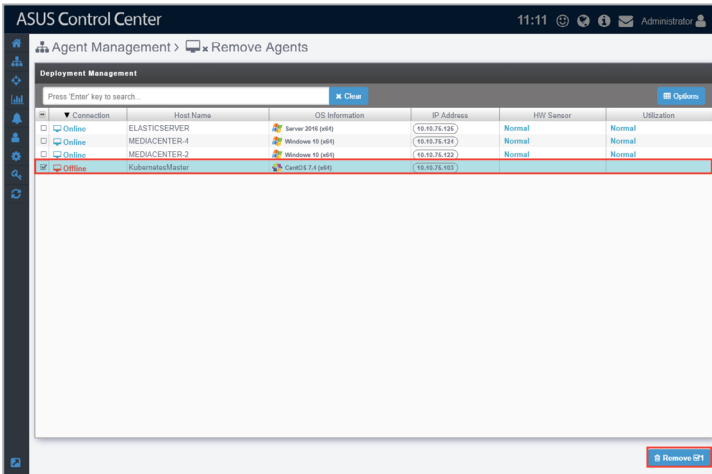 ASUS Control Center
11:11
Administrator
Agent Management > Remove Agents
Deployment Management
Press 'Enter' key to search...
Clear
Options
Connection Host Name OS Information IP Address HW Sensor Utilization
Online ELASTICSERVER Server 2016 (x64) 10.10.75.126 Normal Normal
Online MEDIACENTER-4 Windows 10 (x64) 10.10.75.124 Normal Normal
Online MEDIACENTER-2 Windows 10 (x64) 10.10.75.122 Normal Normal
Offline KubernetesMaster CentOS 7.4 (x64) 10.10.75.103
Remove 1